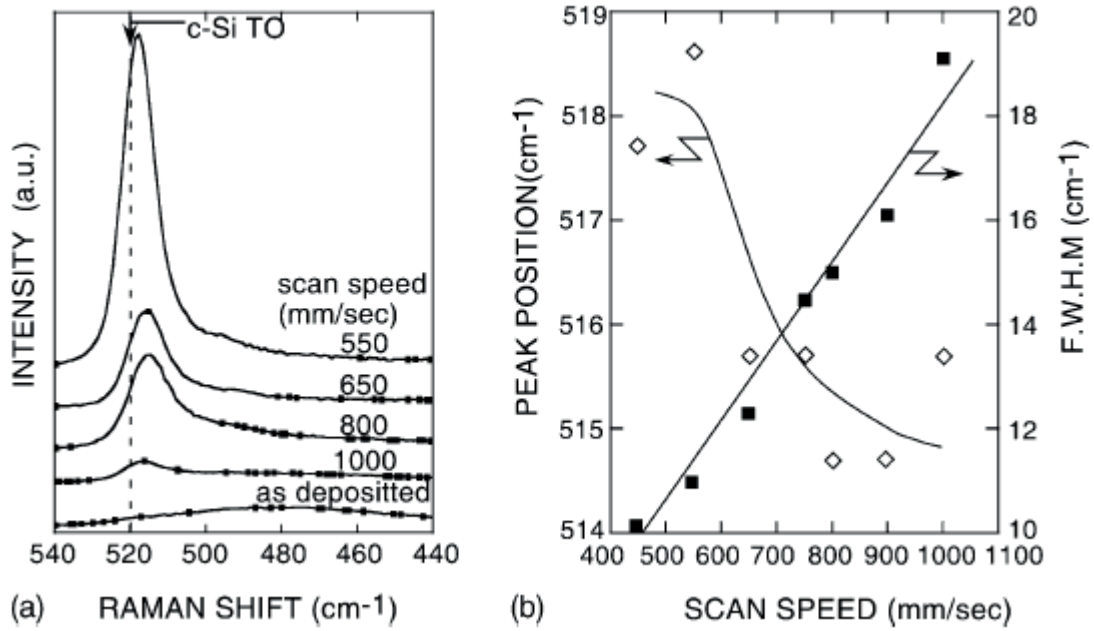 c-Si TO
INTENSITY (a.u.)
scan speed
(mm/sec)
550
650
800
1000
as depositted
540 520 500 480 460 440
(a) RAMAN SHIFT (cm-1)
519
518
517
516
515
514
PEAK POSITION(cm-1)
20
18
16
14
12
10
F.W.H.M (cm-1)
400 500 600 700 800 900 1000 1100
(b) SCAN SPEED (mm/sec)